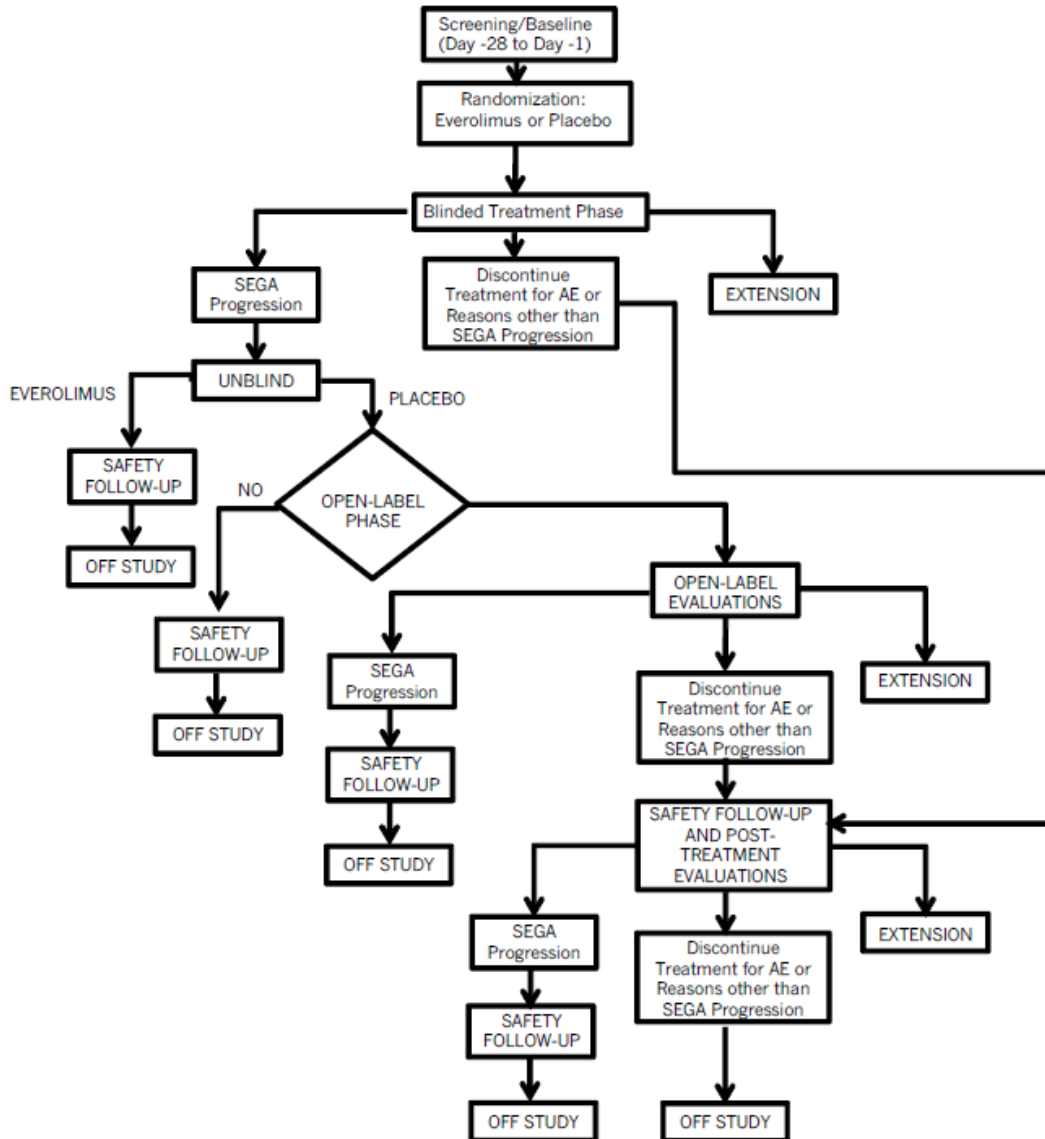 Screening/Baseline
(Day -28 to Day -1)
Randomization:
Everolimus or Placebo
Blinded Treatment Phase
SEGA
Progression
Discontinue
Treatment for AE or
Reasons other than
SEGA Progression
EXTENSION
UNBLIND
EVEROLIMUS
PLACEBO
SAFETY
FOLLOW-UP
OFF STUDY
NO
OPEN-LABEL
PHASE
SAFETY
FOLLOW-UP
OFF STUDY
OPEN-LABEL
EVALUATIONS
SEGA
Progression
SAFETY
FOLLOW-UP
OFF STUDY
Discontinue
Treatment for AE or
Reasons other than
SEGA Progression
EXTENSION
SAFETY FOLLOW-UP
AND POST-
TREATMENT
EVALUATIONS
SEGA
Progression
SAFETY
FOLLOW-UP
OFF STUDY
Discontinue
Treatment for AE or
Reasons other than
SEGA Progression
OFF STUDY
EXTENSION